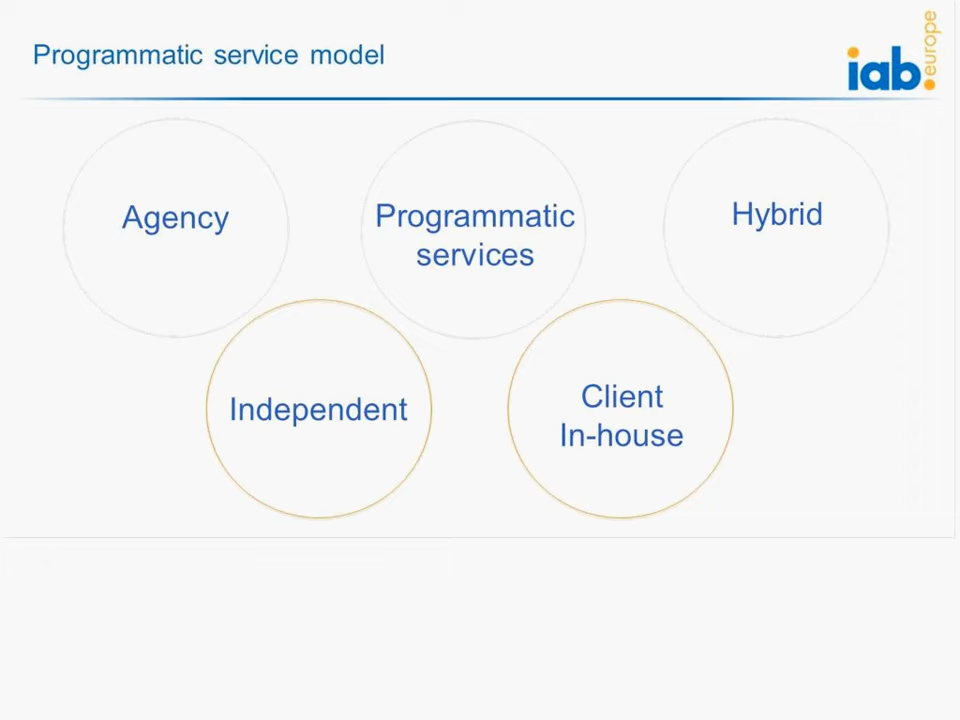 Programmatic service model
iab.
europe
Agency
Programmatic
services
Hybrid
Independent
Client
In-house